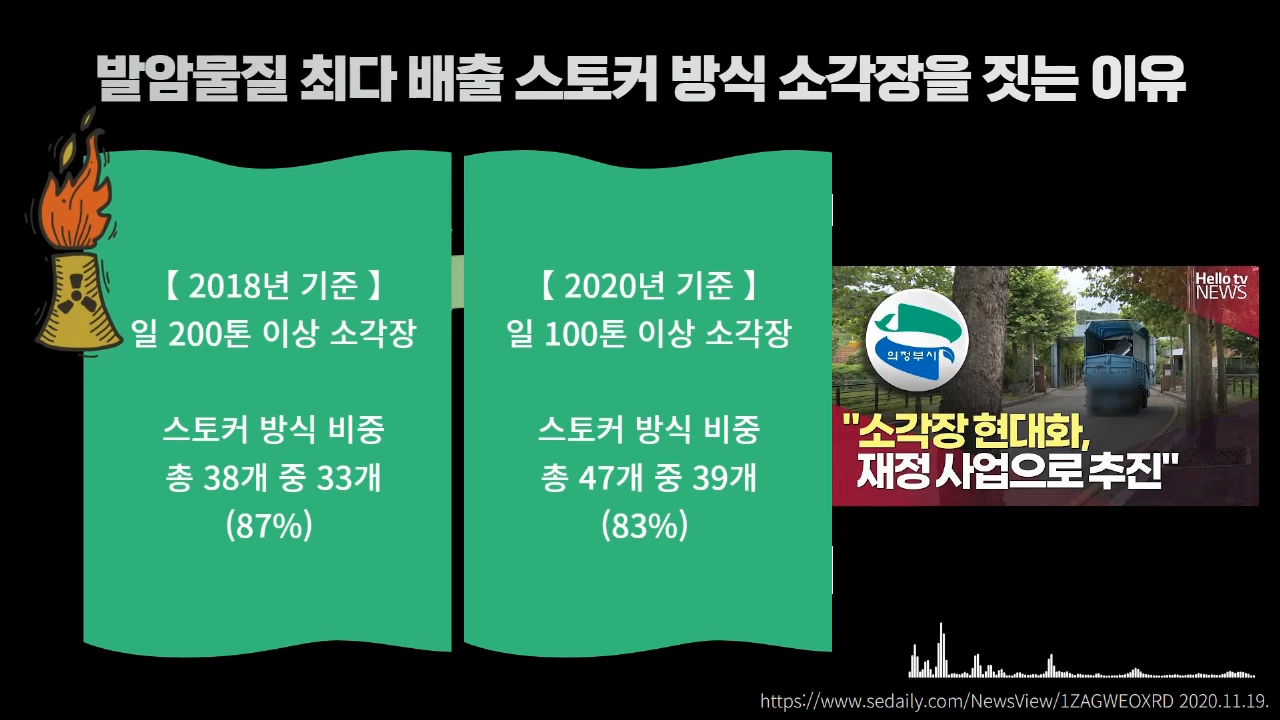 발암물질 최다 배출 스토커 방식 소각장을 짓는 이유
【 2018년 기준 】
일 200톤 이상 소각장
스토커 방식 비중
총 38개 중 33개
(87%)
【 2020년 기준 】
일 100톤 이상 소각장
스토커 방식 비중
총 47개 중 39개
(83%)
Hello tv
NEWS
의정부시
"소각장 현대화,
재정 사업으로 추진"
https://www.sedaily.com/NewsView/1ZAGWEOXRD 2020.11.19.